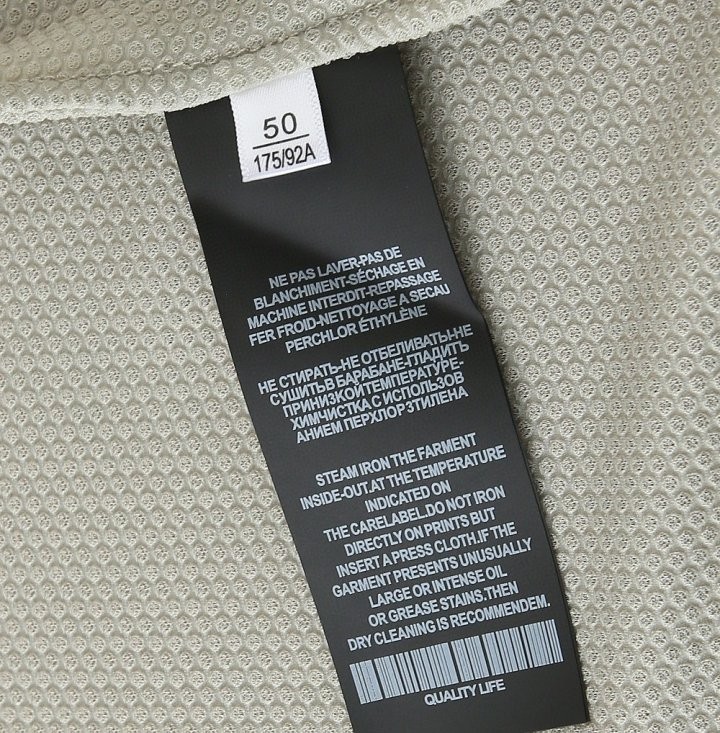 50
175/92A
NE PAS LAVER-PAS DE
BLANCHIMENT-SÉCHAGE EN
MACHINE INTERDIT-REPASSAGE
FER FROID-NETTOYAGE A SECAU
PERCHLOR.ÉTHYLÈNE
НЕ СТИРАТЬ-НЕ ОТБЕЛИВАТЬ-НЕ
СУШИТЬ В БАРАБАНЕ-ГЛАДИТЬ
ПРИНИЗКОЙТЕМПЕРАТУРЕ-
ХИМЧИСТКА С ИСПОЛЬЗОВ
АНИЕМ ПЕРХЛОРЗТИЛЕНА
STEAM IRON THE FARMENT
INSIDE-OUT.AT THE TEMPERATURE
INDICATED ON
THE CARELABEL.DO NOT IRON
DIRECTLY ON PRINTS BUT
INSERT A PRESS CLOTH.IF THE
GARMENT PRESENTS UNUSUALLY
LARGE OR INTENSE OIL
OR GREASE STAINS.THEN
DRY CLEANING IS RECOMMENDEM.
QUALITY LIFE